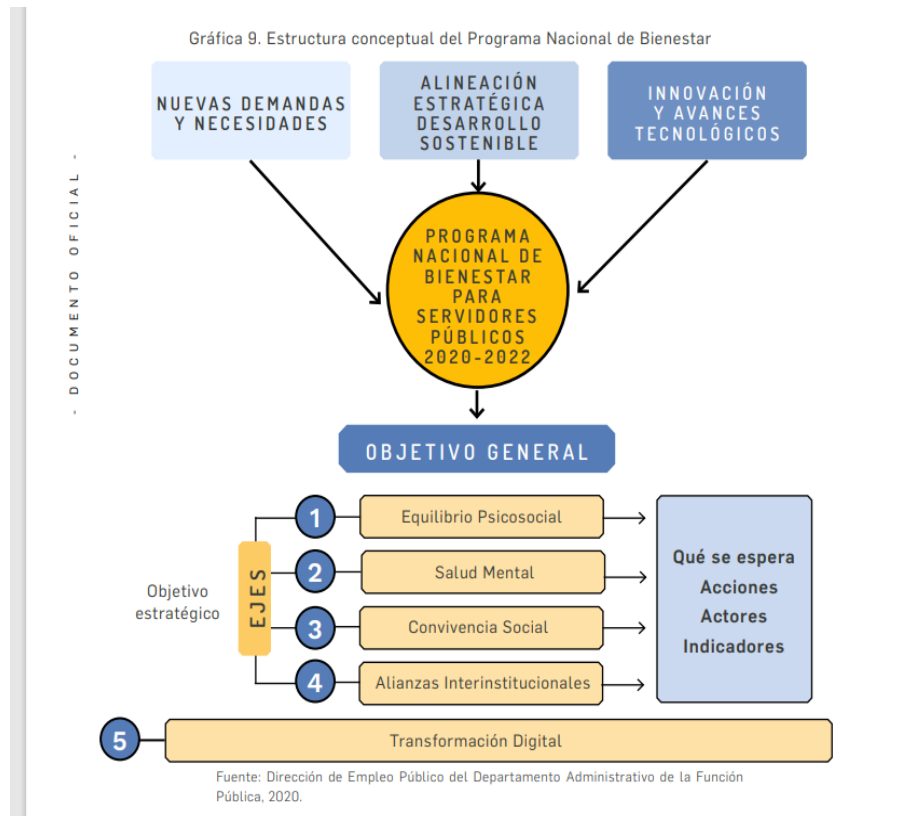 Gráfica 9. Estructura conceptual del Programa Nacional de Bienestar
NUEVAS DEMANDAS
Y NECESIDADES
ALINEACIÓN
ESTRATÉGICA
DESARROLLO
SOSTENIBLE
INNOVACIÓN
Y AVANCES
TECNOLÓGICOS
- DOCUMENTO OFICIAL -
PROGRAMA
NACIONAL DE
BIENESTAR
PARA
SERVIDORES
PÚBLICOS
2020-2022
OBJETIVO GENERAL
Objetivo
estratégico
EJES
1
Equilibrio Psicosocial
2
Salud Mental
3
Convivencia Social
4
Alianzas Interinstitucionales
Qué se espera
Acciones
Actores
Indicadores
5
Transformación Digital
Fuente: Dirección de Empleo Público del Departamento Administrativo de la Función
Pública, 2020.